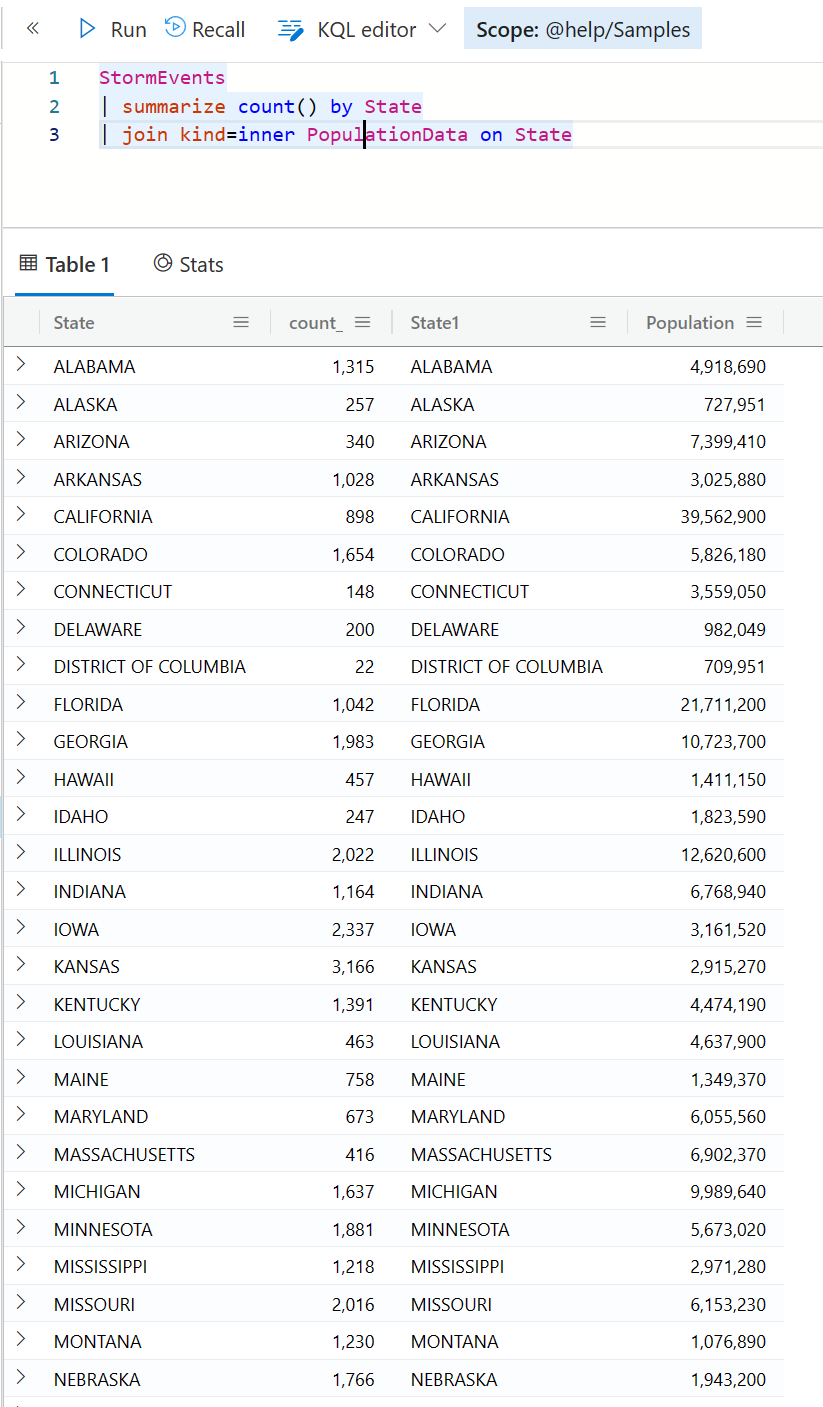 Run Recall KQL editor Scope: @help/Samples
1 StormEvents
2 | summarize count() by State
3 | join kind=inner PopulationData on State
Table 1 Stats
State count_ State1 Population
ALABAMA 1,315 ALABAMA 4,918,690
ALASKA 257 ALASKA 727,951
ARIZONA 340 ARIZONA 7,399,410
ARKANSAS 1,028 ARKANSAS 3,025,880
CALIFORNIA 898 CALIFORNIA 39,562,900
COLORADO 1,654 COLORADO 5,826,180
CONNECTICUT 148 CONNECTICUT 3,559,050
DELAWARE 200 DELAWARE 982,049
DISTRICT OF COLUMBIA 22 DISTRICT OF COLUMBIA 709,951
FLORIDA 1,042 FLORIDA 21,711,200
GEORGIA 1,983 GEORGIA 10,723,700
HAWAII 457 HAWAII 1,411,150
IDAHO 247 IDAHO 1,823,590
ILLINOIS 2,022 ILLINOIS 12,620,600
INDIANA 1,164 INDIANA 6,768,940
IOWA 2,337 IOWA 3,161,520
KANSAS 3,166 KANSAS 2,915,270
KENTUCKY 1,391 KENTUCKY 4,474,190
LOUISIANA 463 LOUISIANA 4,637,900
MAINE 758 MAINE 1,349,370
MARYLAND 673 MARYLAND 6,055,560
MASSACHUSETTS 416 MASSACHUSETTS 6,902,370
MICHIGAN 1,637 MICHIGAN 9,989,640
MINNESOTA 1,881 MINNESOTA 5,673,020
MISSISSIPPI 1,218 MISSISSIPPI 2,971,280
MISSOURI 2,016 MISSOURI 6,153,230
MONTANA 1,230 MONTANA 1,076,890
NEBRASKA 1,766 NEBRASKA 1,943,200